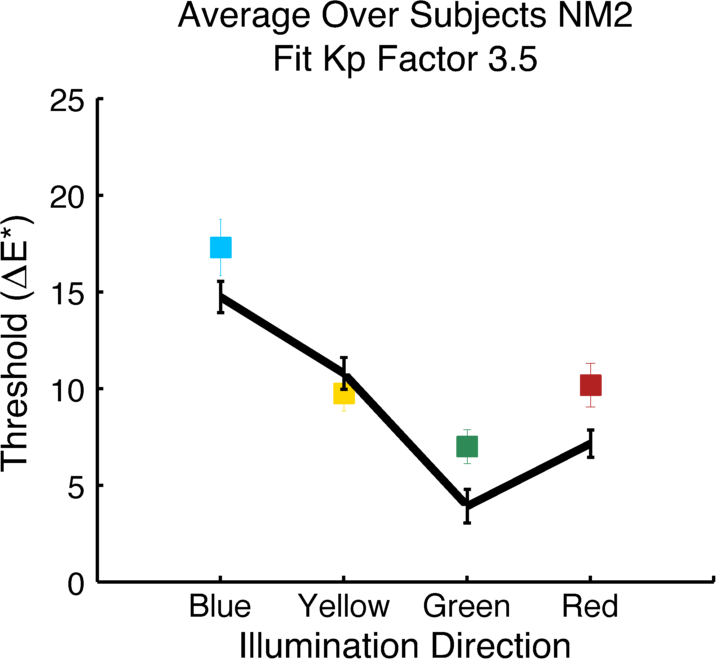 Average Over Subjects NM2
Fit Kp Factor 3.5
Threshold (ΔE*)
25
20
15
10
5
0
Blue Yellow Green Red
Illumination Direction